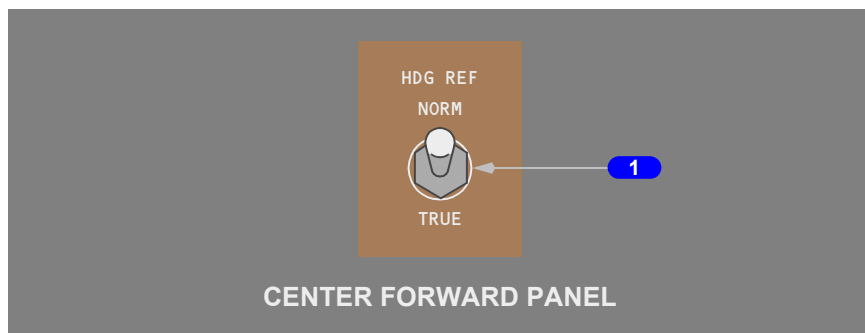 HDG REF
NORM
1
TRUE
CENTER FORWARD PANEL